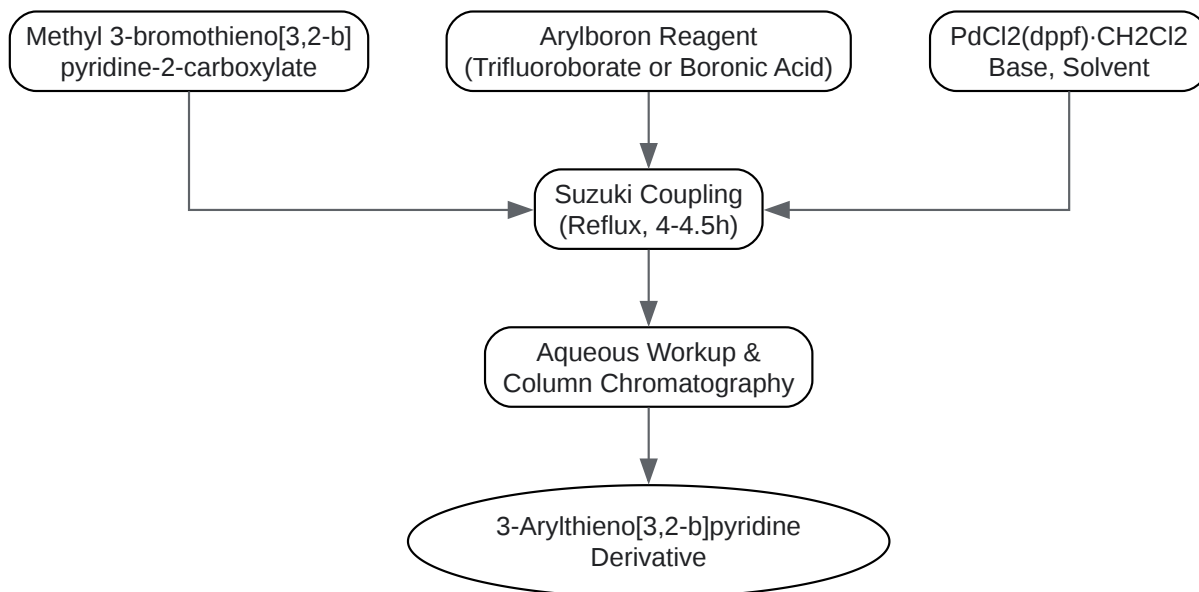 Methyl 3-bromothieno[3,2-b]
pyridine-2-carboxylate
Arylboron Reagent
(Trifluoroborate or Boronic Acid)
PdCl2(dppf)·CH2Cl2
Base, Solvent
Suzuki Coupling
(Reflux, 4-4.5h)
Aqueous Workup &
Column Chromatography
3-Arylthieno[3,2-b]pyridine
Derivative